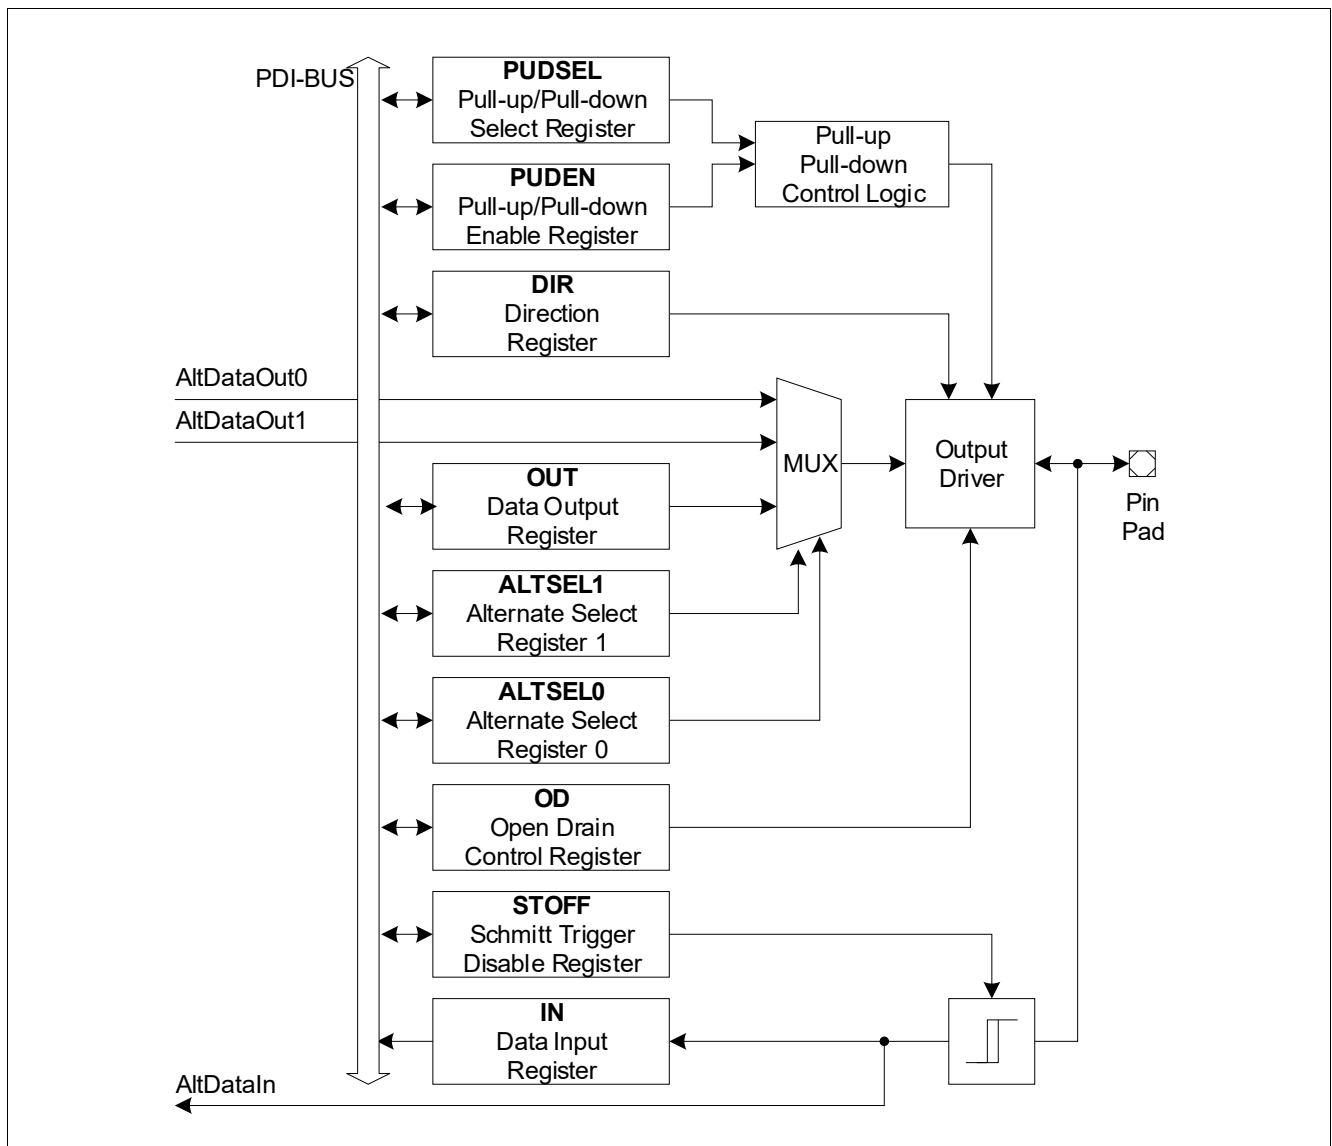 PDI-BUS
PUDSEL
Pull-up/Pull-down
Select Register
Pull-up
Pull-down
Control Logic
PUDEN
Pull-up/Pull-down
Enable Register
DIR
Direction
Register
AltDataOut0
AltDataOut1
MUX
Output
Driver
Pin
Pad
OUT
Data Output
Register
ALTSEL1
Alternate Select
Register 1
ALTSEL0
Alternate Select
Register 0
OD
Open Drain
Control Register
STOFF
Schmitt Trigger
Disable Register
IN
Data Input
Register
AltDataIn